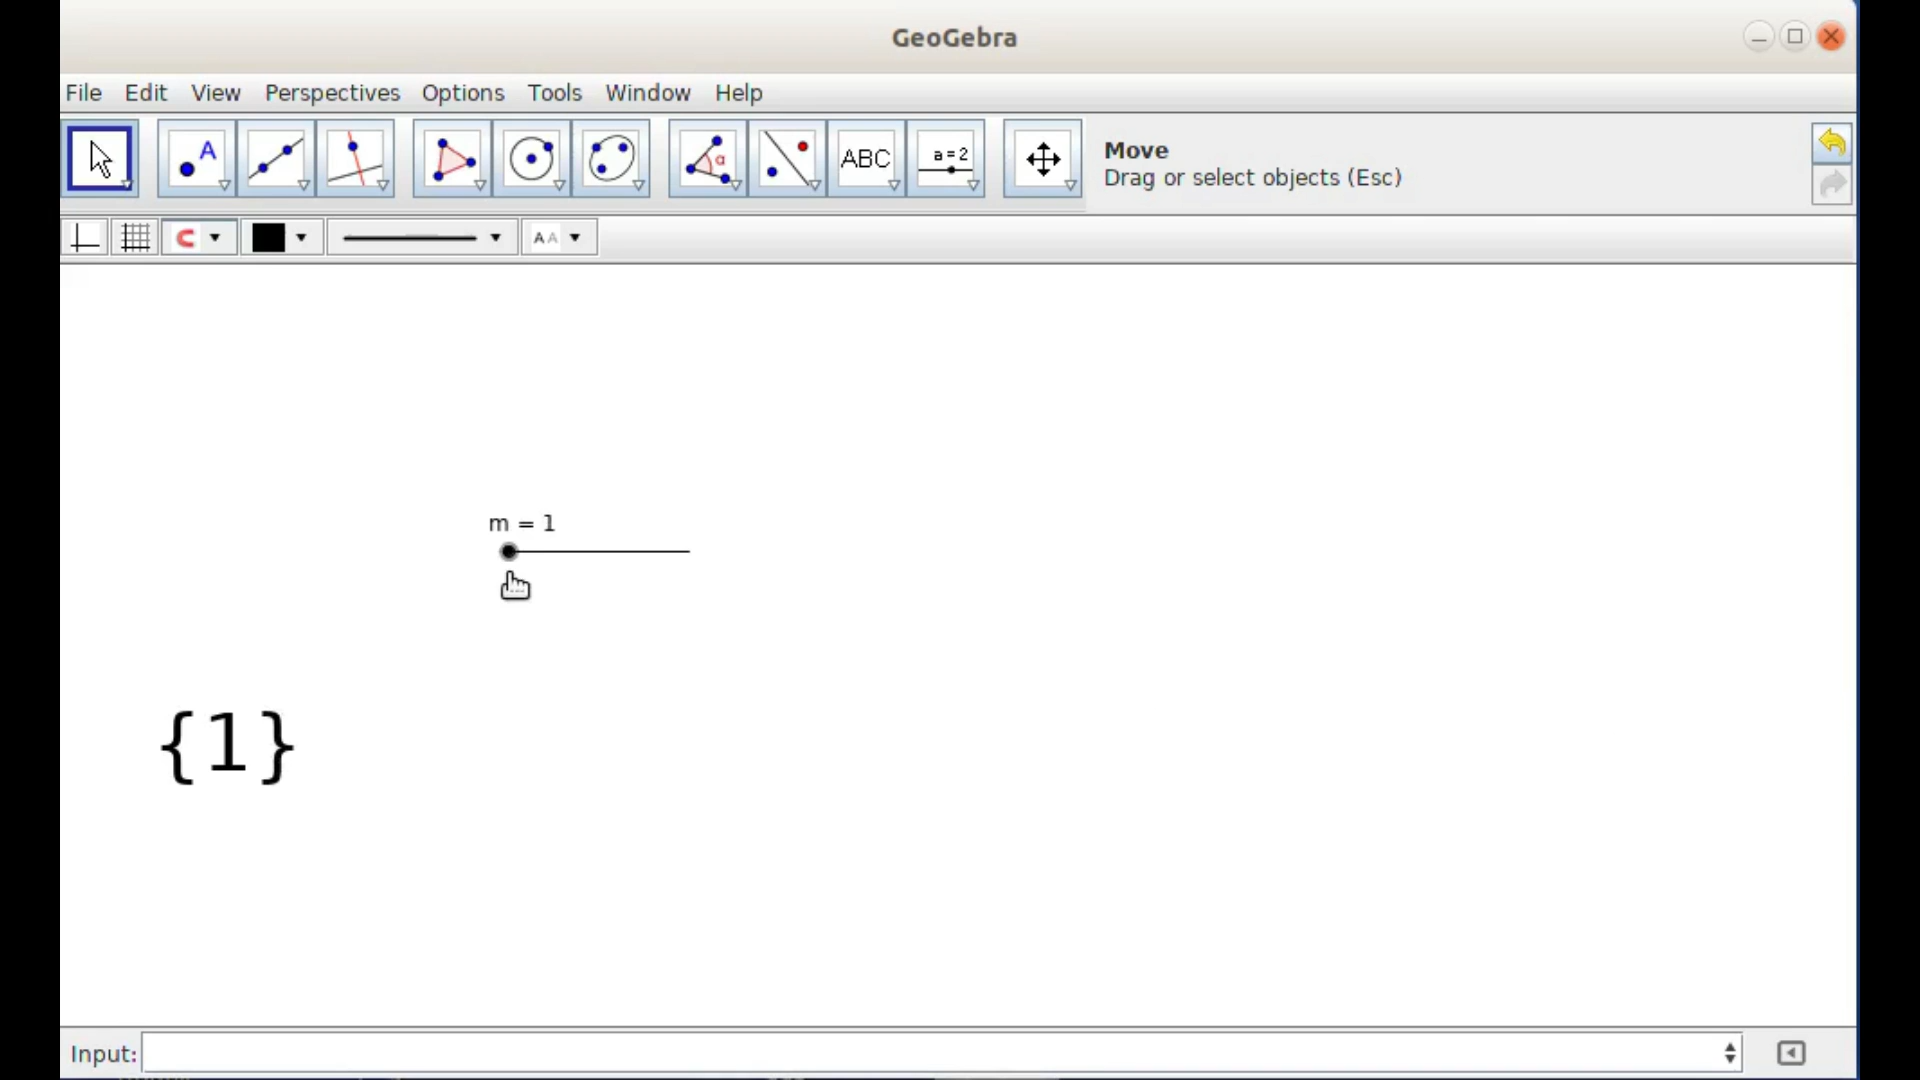 GeoGebra
File Edit View Perspectives Options Tools Window Help
A
α
ABC
a = 2
Move
Drag or select objects (Esc)
A A
m = 1
{1}
Input: